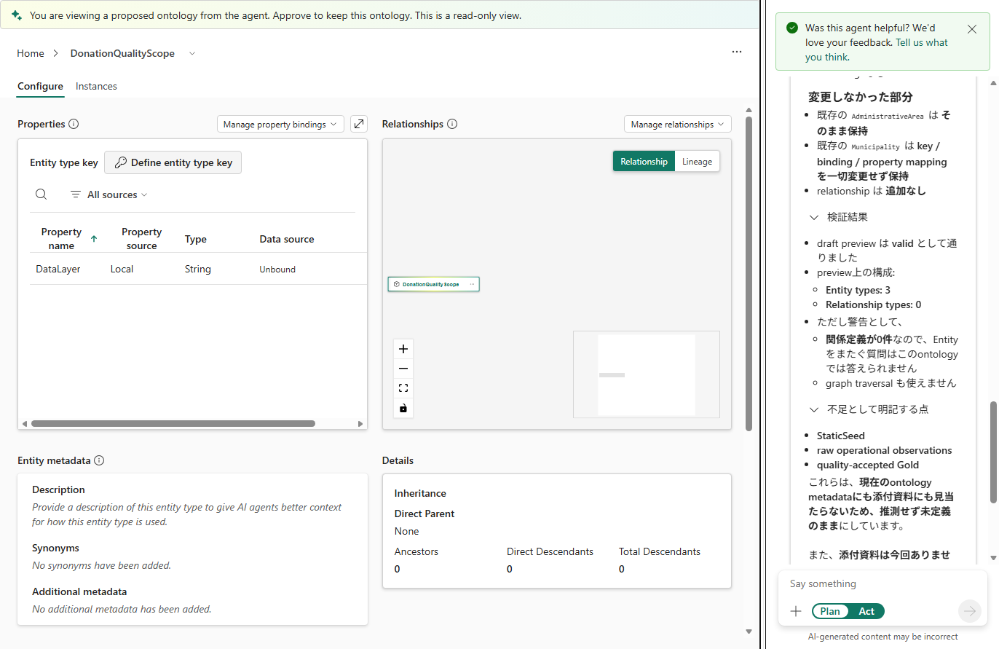 You are viewing a proposed ontology from the agent. Approve to keep this ontology. This is a read-only view.
Home
DonationQualityScope
Configure
Instances
Properties
Manage property bindings
Entity type key
Define entity type key
All sources
Property name
Property source
Type
Data source
DataLayer
Local
String
Unbound
Relationships
Manage relationships
Relationship
Lineage
DonationQualityScope
Entity metadata
Description
Provide a description of this entity type to give AI agents better context
for how this entity type is used.
Synonyms
No synonyms have been added.
Additional metadata
No additional metadata has been added.
Details
Inheritance
Direct Parent
None
Ancestors
Direct Descendants
Total Descendants
0
0
0
Was this agent helpful? We'd
love your feedback. Tell us what
you think.
変更しなかった部分
既存の AdministrativeArea は そ
のまま保持
既存の Municipality は key /
binding / property mapping
を一切変更せず保持
relationship は 追加なし
検証結果
draft preview は valid として通
りました
preview上の構成:
Entity types: 3
Relationship types: 0
ただし警告として、
関係定義が0件なので、Entity
をまたぐ質問はこのontology
では答えられません
graph traversal も使えません
不足として明記する点
StaticSeed
raw operational observations
quality-accepted Gold
これらは、現在のontology
metadataにも添付資料にも見当
たらないため、推測せず未定義
のままにしています。
また、添付資料は今回ありませ
Say something
Plan
Act
AI-generated content may be incorrect